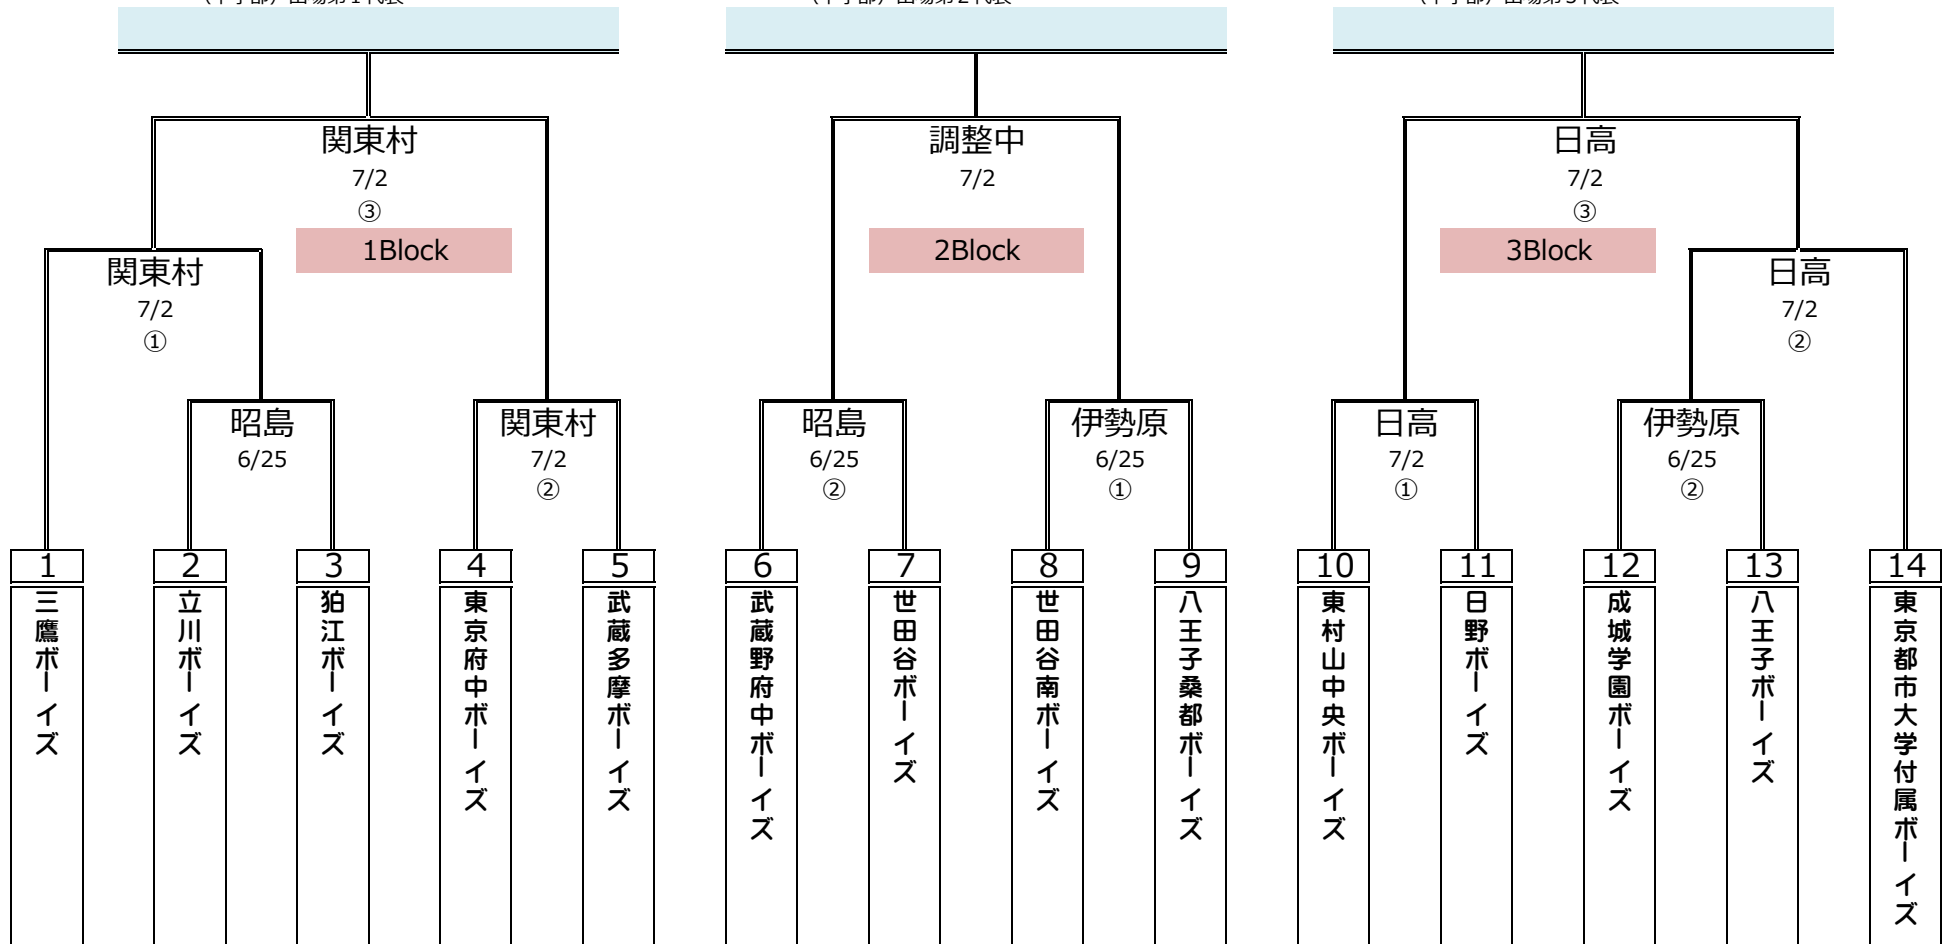 関東村
7/2
③
1Block
調整中
7/2
2Block
日高
7/2
③
3Block
関東村
7/2
①
日高
7/2
②
昭島
6/25
関東村
7/2
②
昭島
6/25
②
伊勢原
6/25
①
日高
7/2
①
伊勢原
6/25
②
1
2
3
4
5
6
7
8
9
10
11
12
13
14
三鷹ボーイズ
立川ボーイズ
狛江ボーイズ
東京府中ボーイズ
武蔵多摩ボーイズ
武蔵野府中ボーイズ
世田谷ボーイズ
世田谷南ボーイズ
八王子桑都ボーイズ
東村山中央ボーイズ
日野ボーイズ
成城学園ボーイズ
八王子ボーイズ
東京都市大学付属ボーイズ